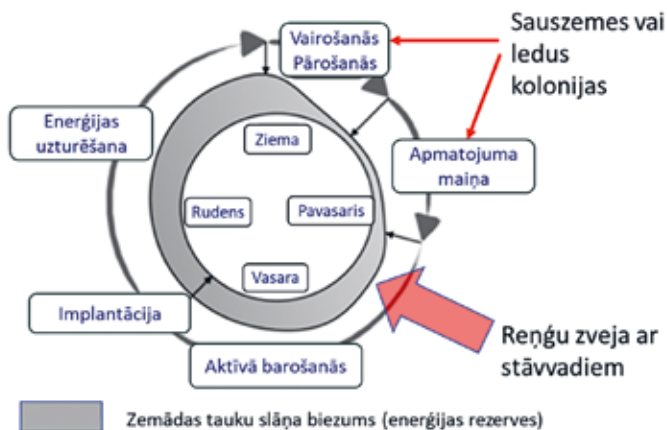 Vairošanās
Pārošanās
Sauszemes vai
ledus
kolonijas
Enerģijas
uzturēšana
Ziema
Apmatojuma
maiņa
Rudens
Pavasaris
Vasara
Implantācija
Aktīvā barošanās
Reņģu zveja ar
stāvvadiem
Zemādas tauku slāņa biezums (enerģijas rezerves)